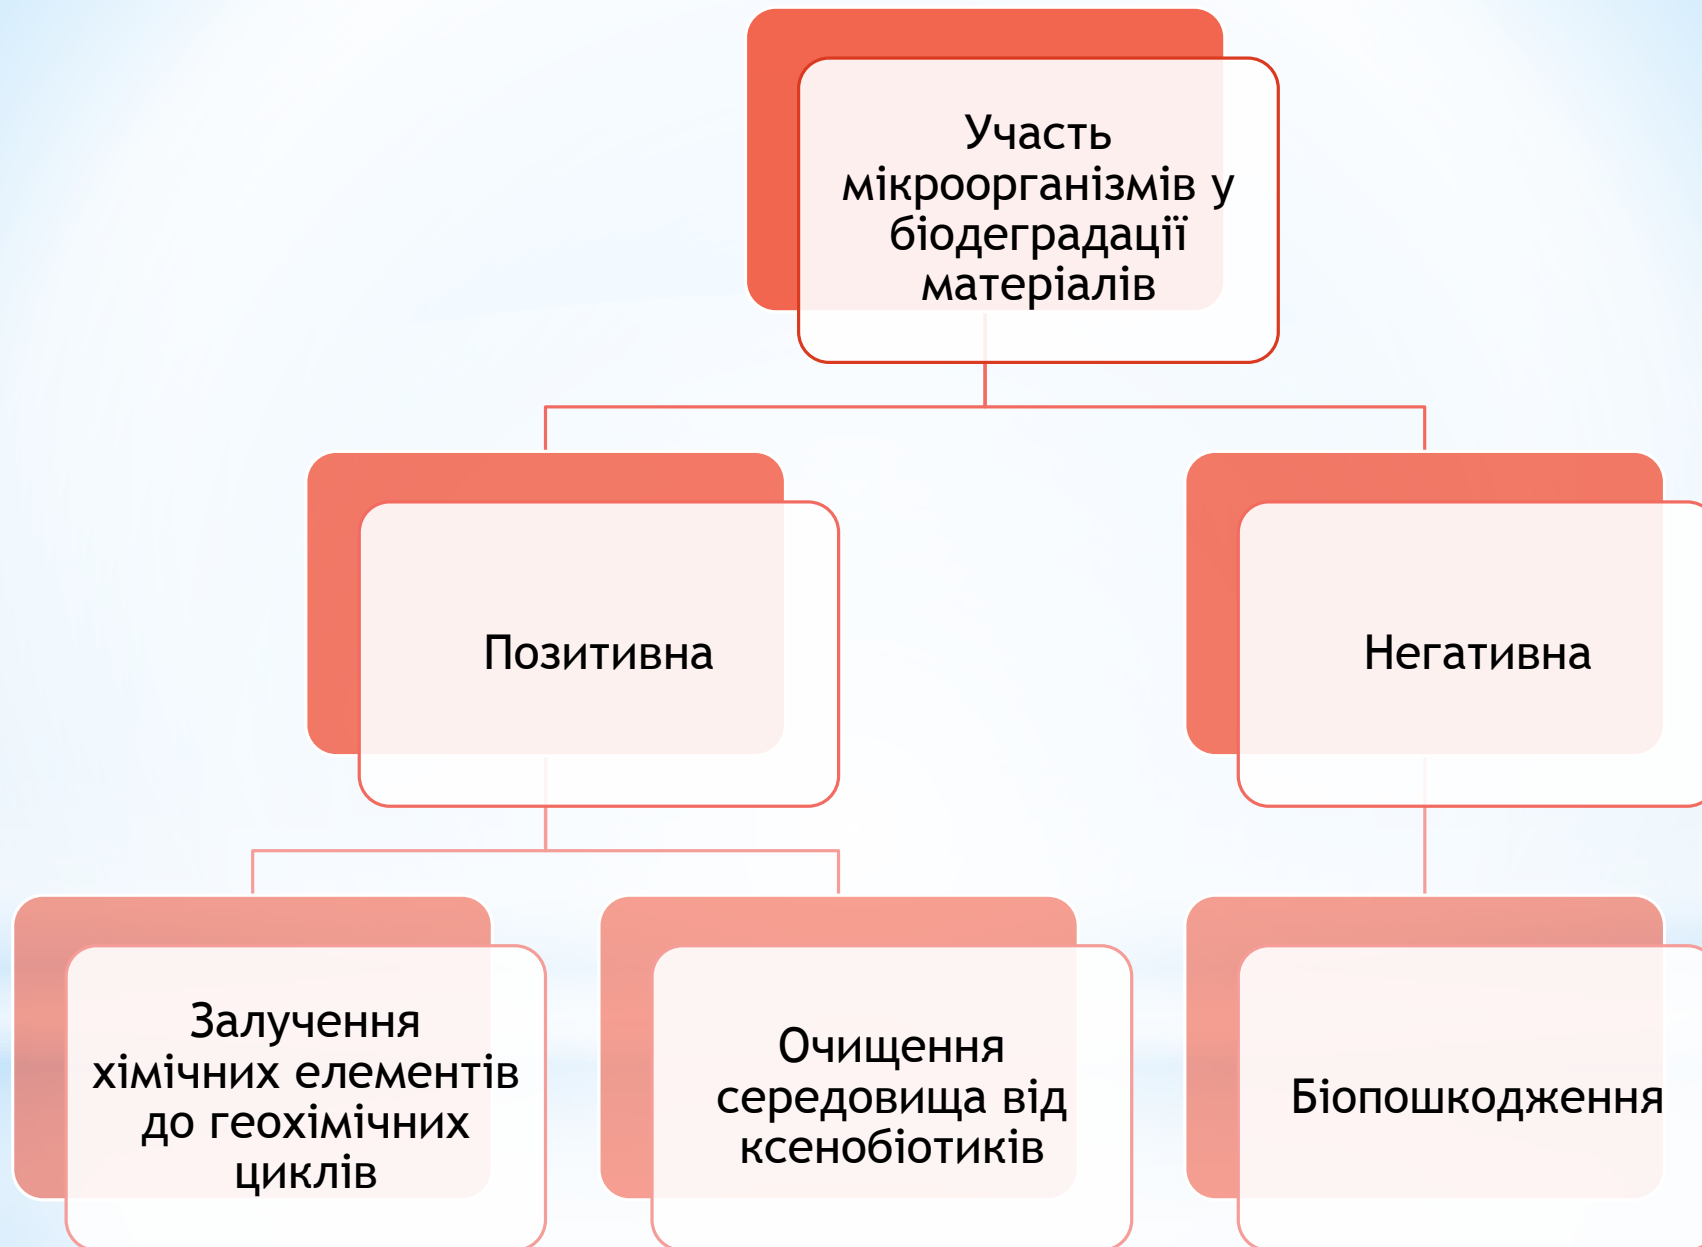 Участь
мікроорганізмів у
біодеградації
матеріалів
Позитивна
Негативна
Залучення
хімічних елементів
до геохімічних
циклів
Очищення
середовища від
ксенобіотиків
Біопошкодження